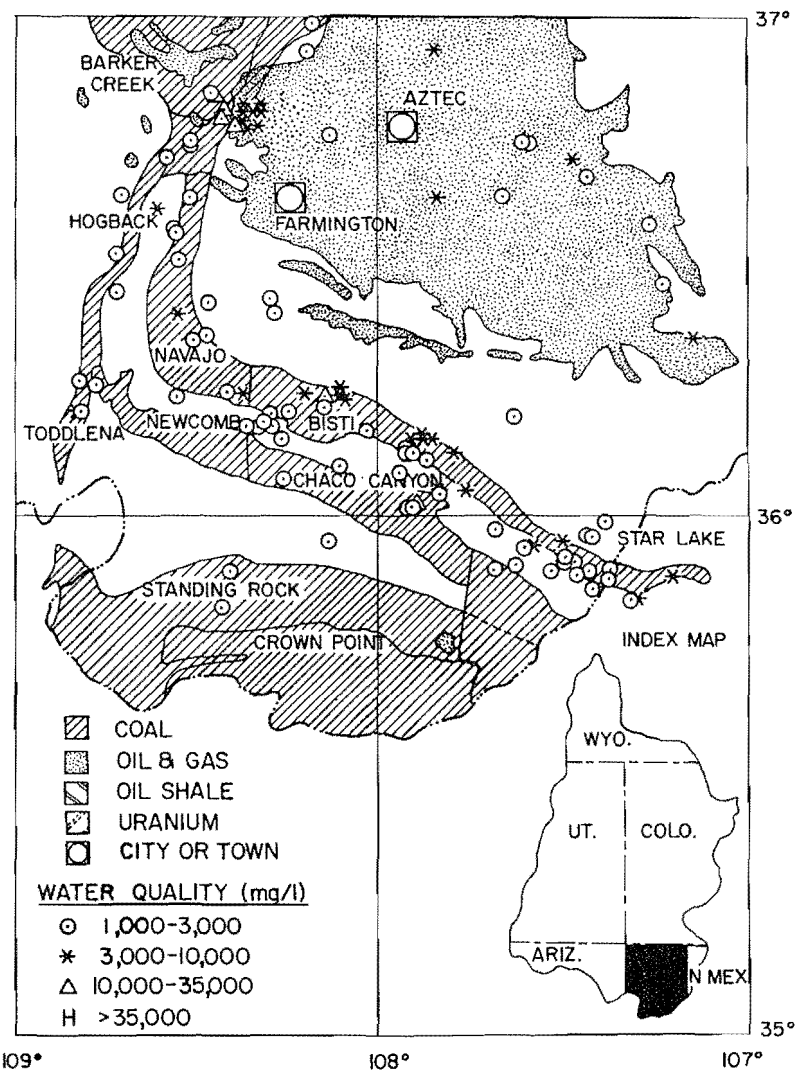 37°
BARKER
CREEK
AZTEC
HOGBACK
FARMINGTON
NAVAJO
NEWCOMB
BISTI
TODDLENA
CHACO CANYON
36°
STAR LAKE
STANDING ROCK
CROWN POINT
INDEX MAP
COAL
OIL & GAS
OIL SHALE
URANIUM
CITY OR TOWN
WATER QUALITY (mg/l)
1,000-3,000
3,000-10,000
10,000-35,000
H >35,000
WYO.
UT. COLO.
ARIZ. N MEX
35°
109° 108° 107°